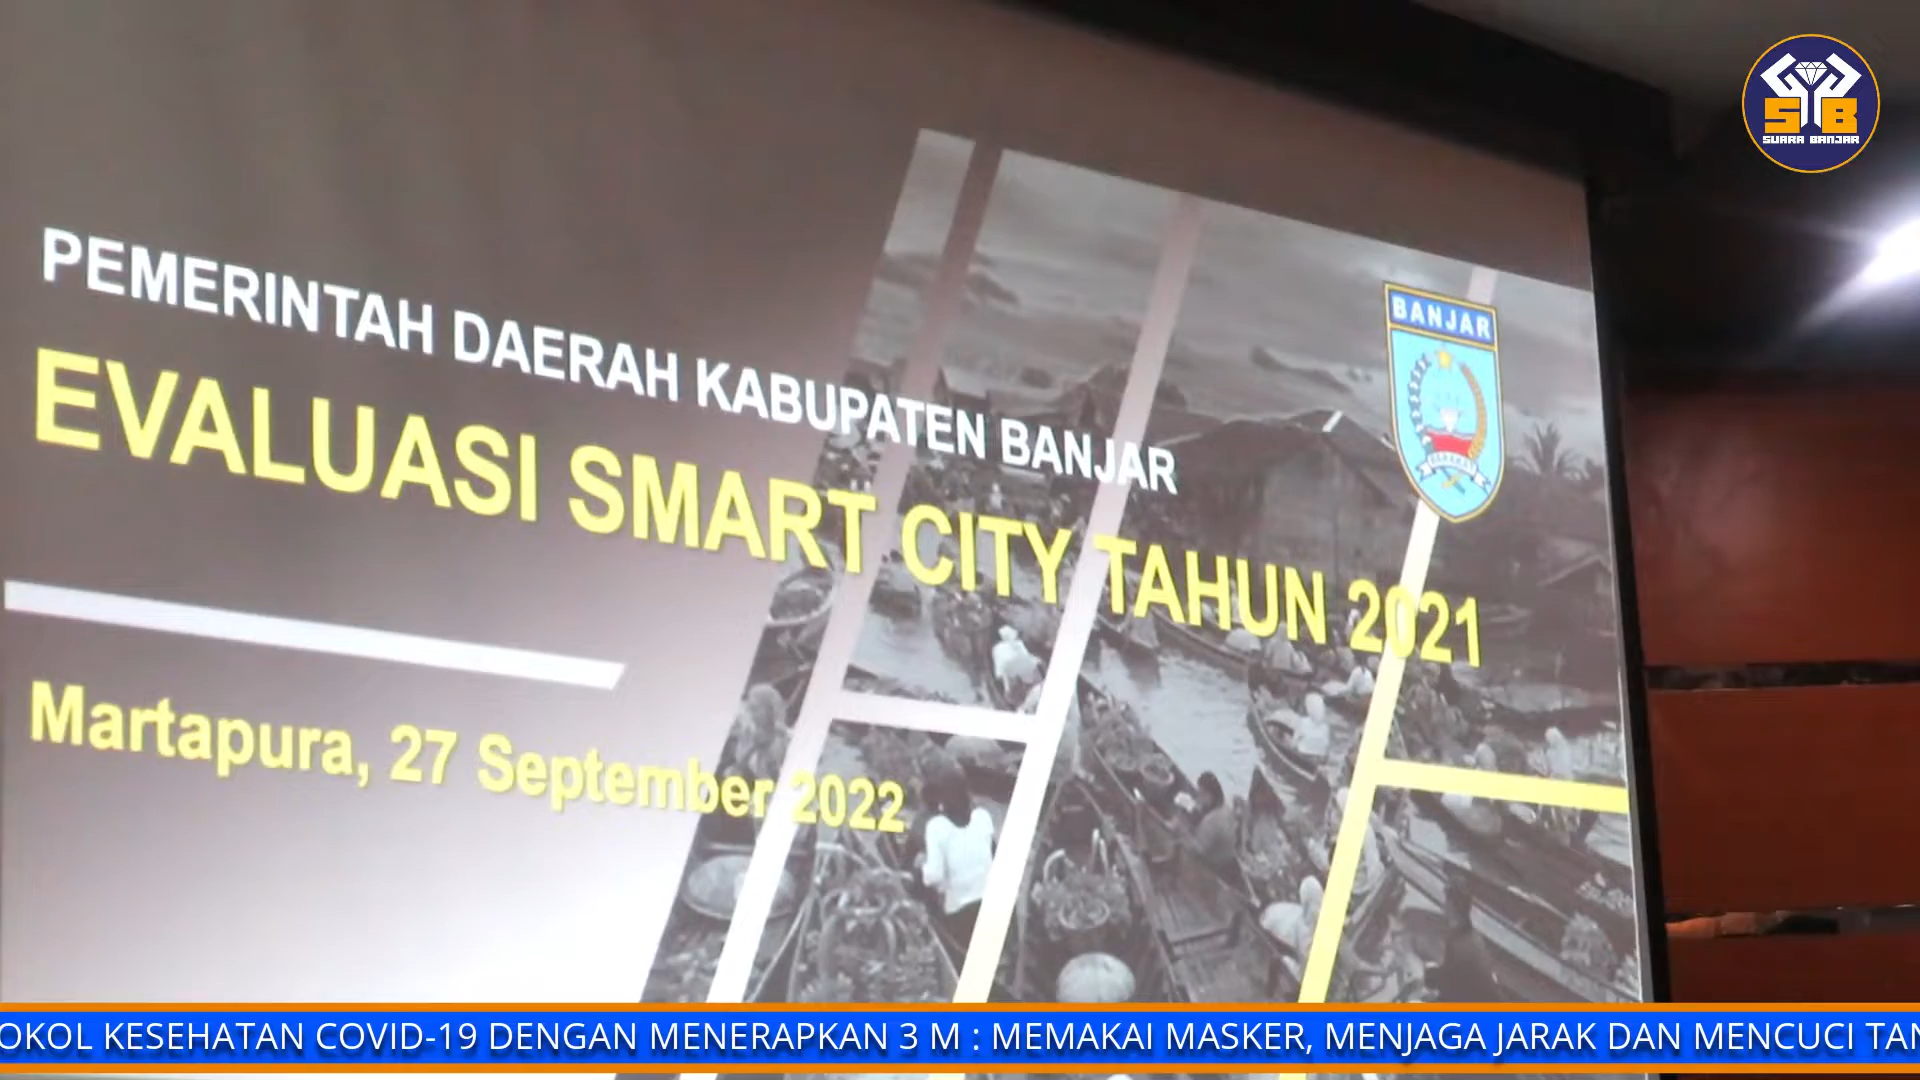 SB
SUARA BANJAR
PEMERINTAH DAERAH KABUPATEN BANJAR
BANJAR
EVALUASI SMART CITY TAHUN 2021
Martapura, 27 September 2022
OKOL KESEHATAN COVID-19 DENGAN MENERAPKAN 3 M : MEMAKAI MASKER, MENJAGA JARAK DAN MENCUCI TAN